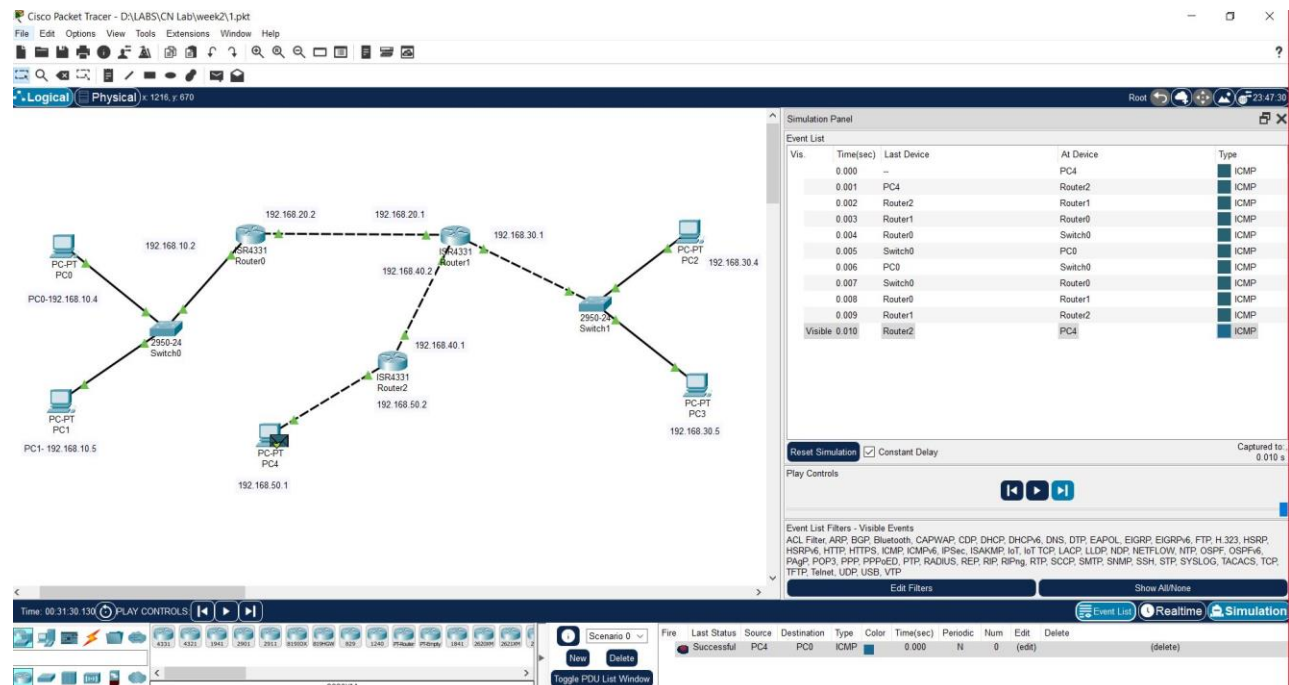 Cisco Packet Tracer - D:\LABS\CN Lab\week2\1.pkt
File Edit Options View Tools Extensions Window Help
?
Logical Physical x: 1216, y: 670
Root 23:47:30
192.168.20.2 192.168.20.1
192.168.10.2
192.168.30.1
ISR4331
Router0
ISR4331
Router1
PC-PT
PC0
PC-PT
PC2
192.168.30.4
192.168.40.2
PC0-192.168.10.4
2950-24
Switch0
2950-24
Switch1
192.168.40.1
ISR4331
Router2
192.168.50.2
PC-PT
PC1
PC1- 192.168.10.5
PC-PT
PC3
192.168.30.5
PC-PT
PC4
192.168.50.1
Simulation Panel
Event List
Vis. Time(sec) Last Device At Device Type
0.000 -- PC4 ICMP
0.001 PC4 Router2 ICMP
0.002 Router2 Router1 ICMP
0.003 Router1 Router0 ICMP
0.004 Router0 Switch0 ICMP
0.005 Switch0 PC0 ICMP
0.006 PC0 Switch0 ICMP
0.007 Switch0 Router0 ICMP
0.008 Router0 Router1 ICMP
0.009 Router1 Router2 ICMP
Visible 0.010 Router2 PC4 ICMP
Reset Simulation Constant Delay
Captured to:
0.010 s
Play Controls
Event List Filters - Visible Events
ACL Filter, ARP, BGP, Bluetooth, CAPWAP, CDP, DHCP, DHCPv6, DNS, DTP, EAPOL, EIGRP, EIGRPv6, FTP, H.323, HSRP,
HSRPv6, HTTP, HTTPS, ICMP, ICMPv6, IPSec, ISAKMP, IoT, IoT TCP, LACP, LLDP, NDP, NETFLOW, NTP, OSPF, OSPFv6,
PAgP, POP3, PPP, PPPoED, PTP, RADIUS, REP, RIP, RIPng, RTP, SCCP, SMTP, SNMP, SSH, STP, SYSLOG, TACACS, TCP,
TFTP, Telnet, UDP, USB, VTP
Edit Filters Show All/None
Time: 00:31:30.130 PLAY CONTROLS:
Event List Realtime Simulation
4331 4321 1941 2901 2911 819IOX 819HGW 829 1240 PT-Router PT-Empty 1841 2620XM 2621XM
Scenario 0
New Delete
Toggle PDU List Window
Fire Last Status Source Destination Type Color Time(sec) Periodic Num Edit Delete
Successful PC4 PC0 ICMP 0.000 N 0 (edit) (delete)